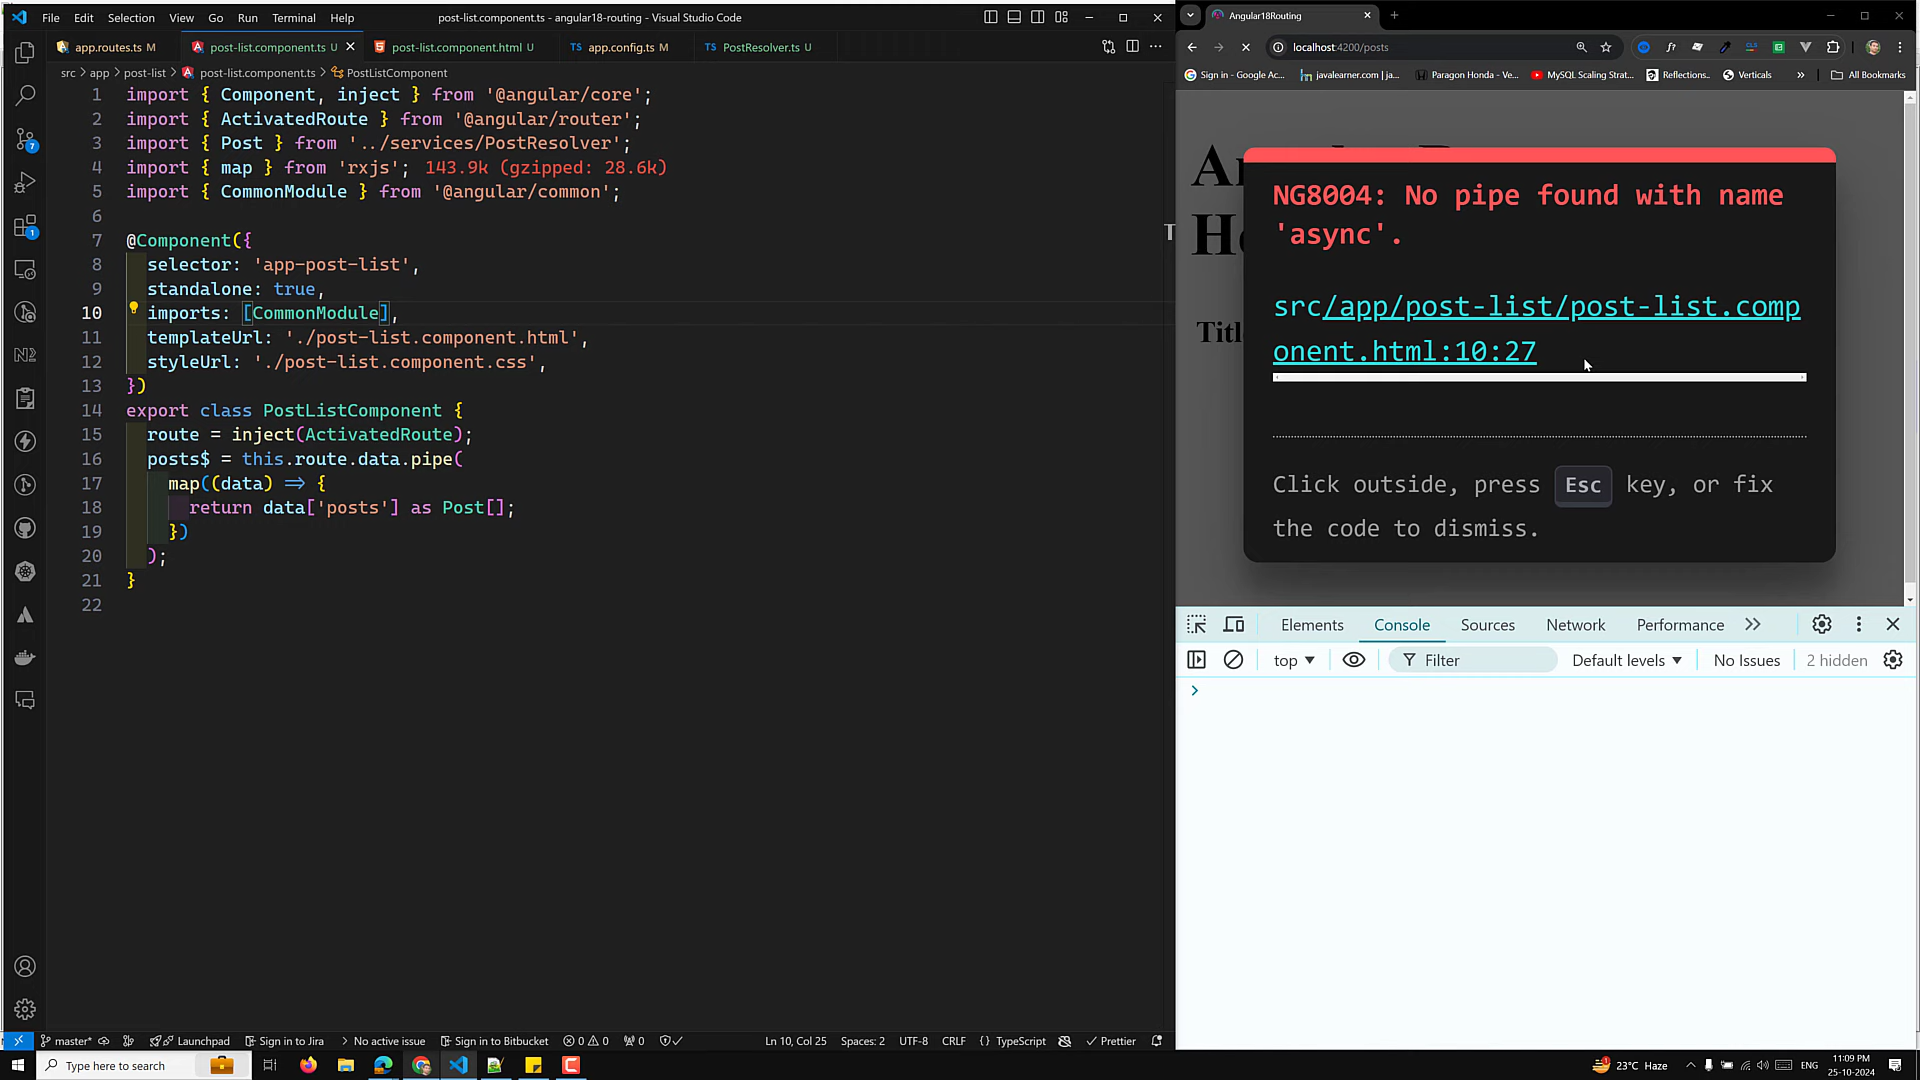 File Edit Selection View Go Run Terminal Help
post-list.component.ts - angular18-routing - Visual Studio Code
app.routes.ts M
post-list.component.ts U
post-list.component.html U
TS app.config.ts M
TS PostResolver.ts U
src > app > post-list > post-list.component.ts > PostListComponent
1 import { Component, inject } from '@angular/core';
2 import { ActivatedRoute } from '@angular/router';
3 import { Post } from '../services/PostResolver';
4 import { map } from 'rxjs'; 143.9k (gzipped: 28.6k)
5 import { CommonModule } from '@angular/common';
6
7 @Component({
8 selector: 'app-post-list',
9 standalone: true,
10 imports: [CommonModule],
11 templateUrl: './post-list.component.html',
12 styleUrl: './post-list.component.css',
13 })
14 export class PostListComponent {
15 route = inject(ActivatedRoute);
16 posts$ = this.route.data.pipe(
17 map((data) => {
18 return data['posts'] as Post[];
19 })
20 );
21 }
22
7
1
master*
Launchpad
Sign in to Jira
No active issue
Sign in to Bitbucket
0 0
0
Ln 10, Col 25
Spaces: 2
UTF-8
CRLF
{} TypeScript
Prettier
Angular18Routing
localhost:4200/posts
Sign in - Google Ac...
javalearner.com | ja...
Paragon Honda - Ve...
MySQL Scaling Strat...
Reflections..
Verticals
»
All Bookmarks
NG8004: No pipe found with name
'async'.
src/app/post-list/post-list.comp
onent.html:10:27
Click outside, press Esc key, or fix
the code to dismiss.
Elements Console Sources Network Performance
top
Filter
Default levels
No Issues
2 hidden
Type here to search
23°C Haze
ENG
11:09 PM
25-10-2024